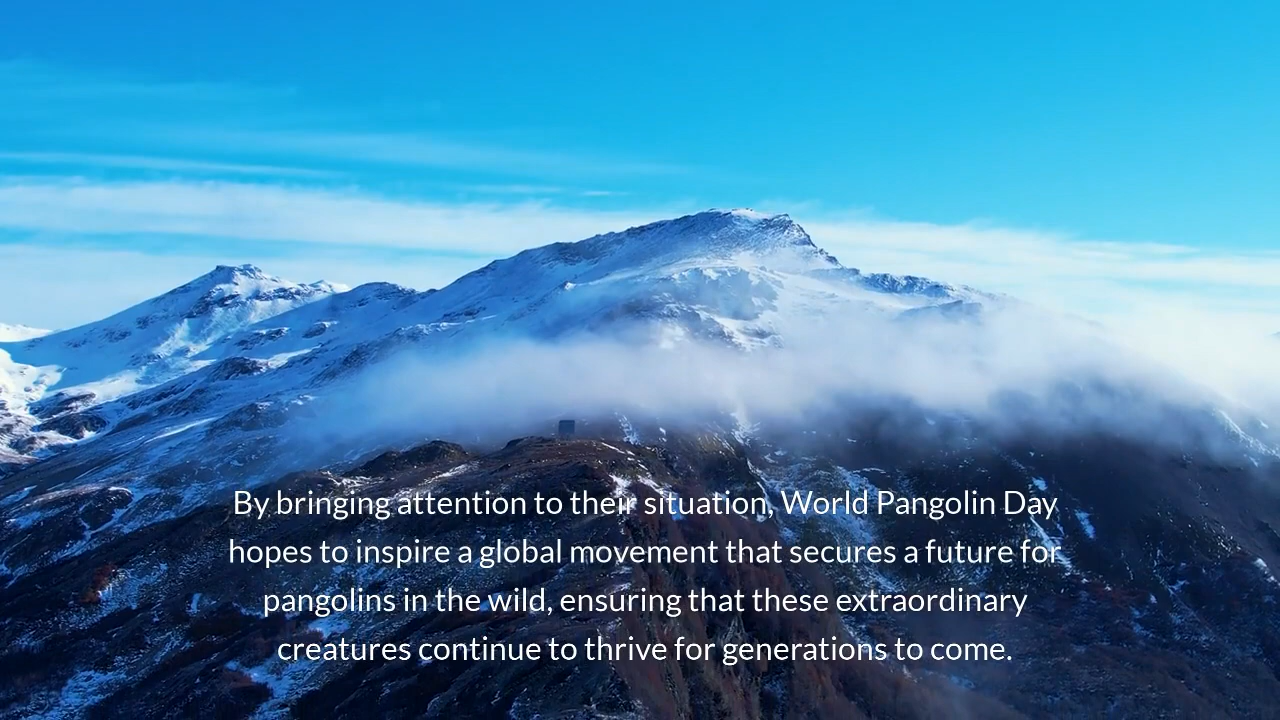 By bringing attention to their situation, World Pangolin Day
hopes to inspire a global movement that secures a future for
pangolins in the wild, ensuring that these extraordinary
creatures continue to thrive for generations to come.